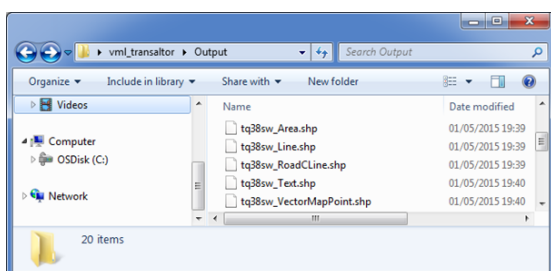 vml_transaltor Output Search Output
Organize Include in library Share with New folder
Videos
Computer
OSDisk (C:)
Network
Name Date modified
tq38sw_Area.shp 01/05/2015 19:39
tq38sw_Line.shp 01/05/2015 19:39
tq38sw_RoadCLine.shp 01/05/2015 19:39
tq38sw_Text.shp 01/05/2015 19:40
tq38sw_VectorMapPoint.shp 01/05/2015 19:40
20 items